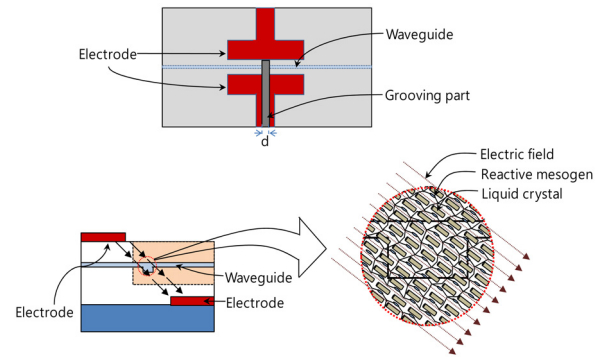 Waveguide
Electrode
Grooving part
d
Electric field
Reactive mesogen
Liquid crystal
Waveguide
Electrode
Electrode